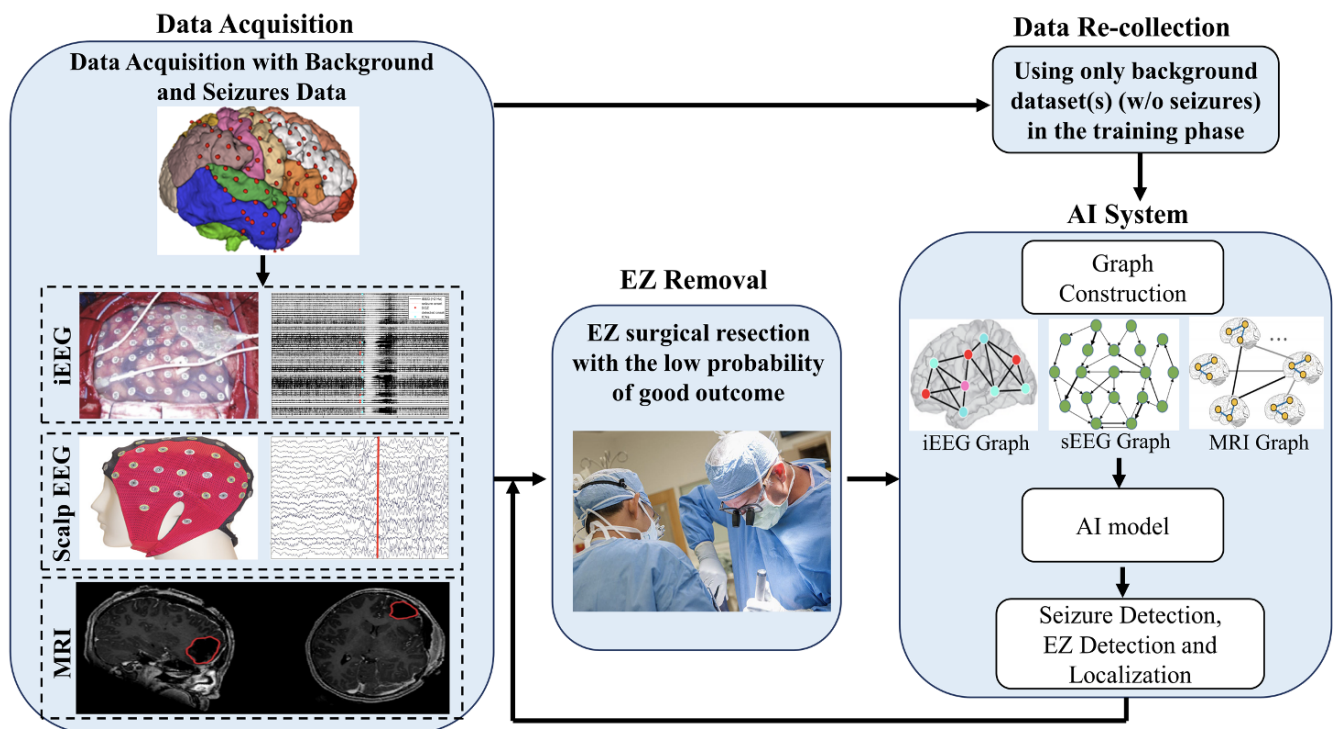 Data Acquisition
Data Acquisition with Background
and Seizures Data
iEEG
Scalp EEG
MRI
EZ Removal
EZ surgical resection
with the low probability
of good outcome
Data Re-collection
Using only background
dataset(s) (w/o seizures)
in the training phase
AI System
Graph
Construction
...
iEEG Graph
sEEG Graph
MRI Graph
AI model
Seizure Detection,
EZ Detection and
Localization